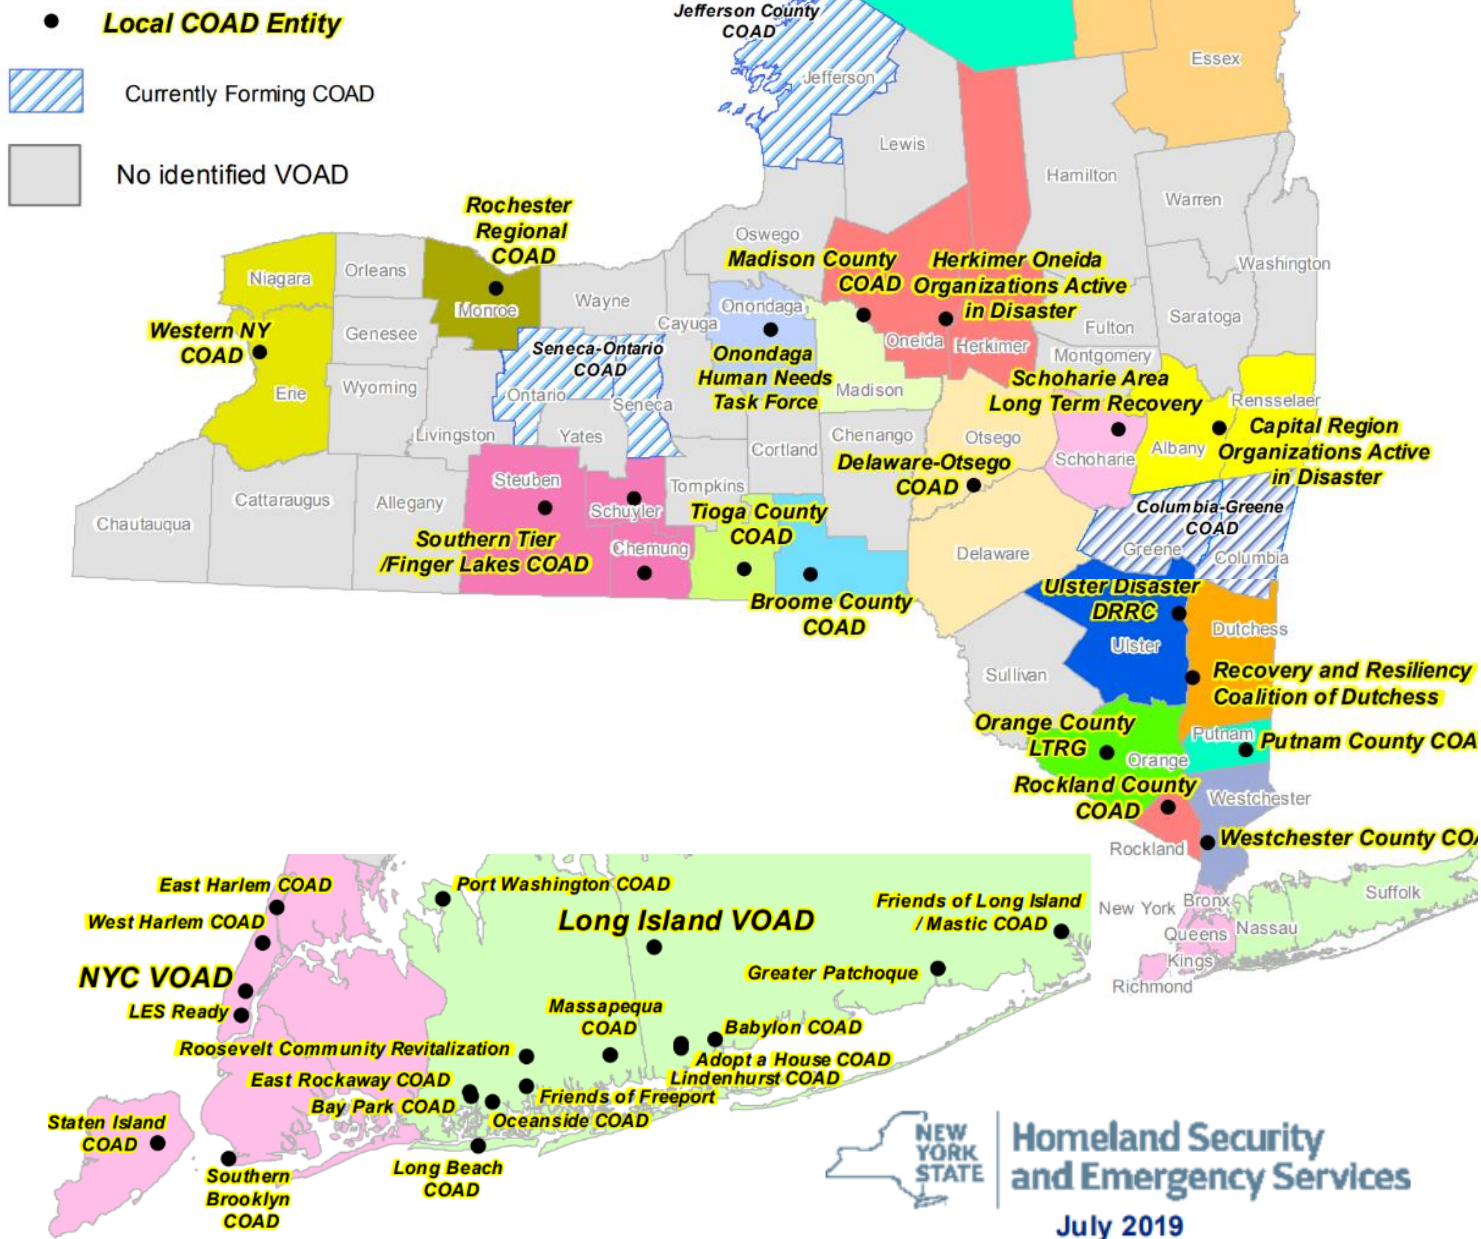 Local COAD Entity
Currently Forming COAD
No identified VOAD
Jefferson County
COAD
Jefferson
Essex
Lewis
Hamilton
Warren
Oswego
Washington
Saratoga
Fulton
Montgomery
Rochester
Regional
COAD
Niagara
Orleans
Monroe
Wayne
Genesee
Cayuga
Onondaga
Madison County
COAD
Herkimer Oneida
Organizations Active
in Disaster
Oneida
Herkimer
Western NY
COAD
Erie
Wyoming
Seneca-Ontario
COAD
Ontario
Seneca
Onondaga
Human Needs
Task Force
Madison
Schoharie Area
Long Term Recovery
Rensselaer
Livingston
Yates
Cortland
Chenango
Otsego
Schoharie
Albany
Capital Region
Organizations Active
in Disaster
Delaware-Otsego
COAD
Chautauqua
Cattaraugus
Allegany
Steuben
Schuyler
Tompkins
Chemung
Southern Tier
/Finger Lakes COAD
Tioga County
COAD
Broome County
COAD
Delaware
Columbia-Greene
COAD
Greene
Columbia
Ulster Disaster
DRRC
Ulster
Dutchess
Sullivan
Recovery and Resiliency
Coalition of Dutchess
Orange County
LTRG
Orange
Putnam
Putnam County COA
Rockland County
COAD
Westchester
Rockland
Westchester County COA
New York
Bronx
Queens
Kings
Richmond
Nassau
Suffolk
East Harlem COAD
West Harlem COAD
NYC VOAD
LES Ready
Port Washington COAD
Long Island VOAD
Friends of Long Island
/ Mastic COAD
Greater Patchoque
Massapequa
COAD
Babylon COAD
Adopt a House COAD
Lindenhurst COAD
Roosevelt Community Revitalization
East Rockaway COAD
Bay Park COAD
Friends of Freeport
Oceanside COAD
Long Beach
COAD
Staten Island
COAD
Southern
Brooklyn
COAD
NEW
YORK
STATE
Homeland Security
and Emergency Services
July 2019